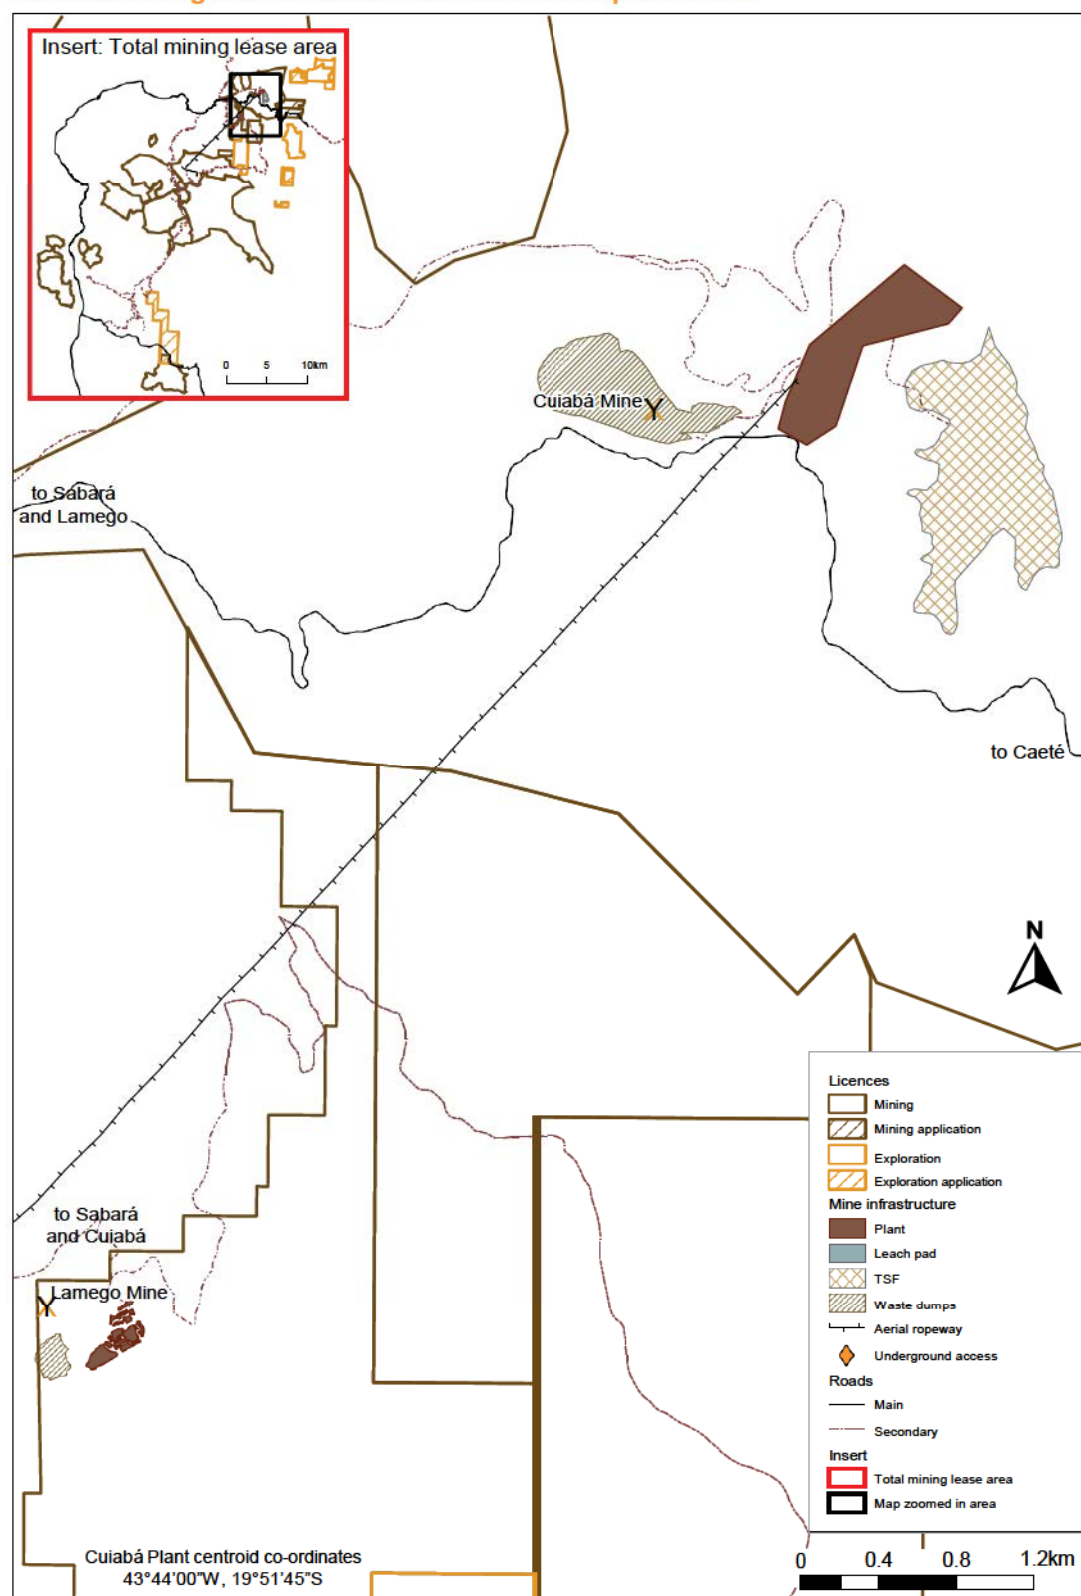 Insert: Total mining lease area
0 5 10km
Cuiabá Mine
to Sabará
and Lamego
to Caeté
N
to Sabará
and Cuiabá
Lamego Mine
Licences
Mining
Mining application
Exploration
Exploration application
Mine infrastructure
Plant
Leach pad
TSF
Waste dumps
Aerial ropeway
Underground access
Roads
Main
Secondary
Insert
Total mining lease area
Map zoomed in area
Cuiabá Plant centroid co-ordinates
43°44'00"W, 19°51'45"S
0 0.4 0.8 1.2km